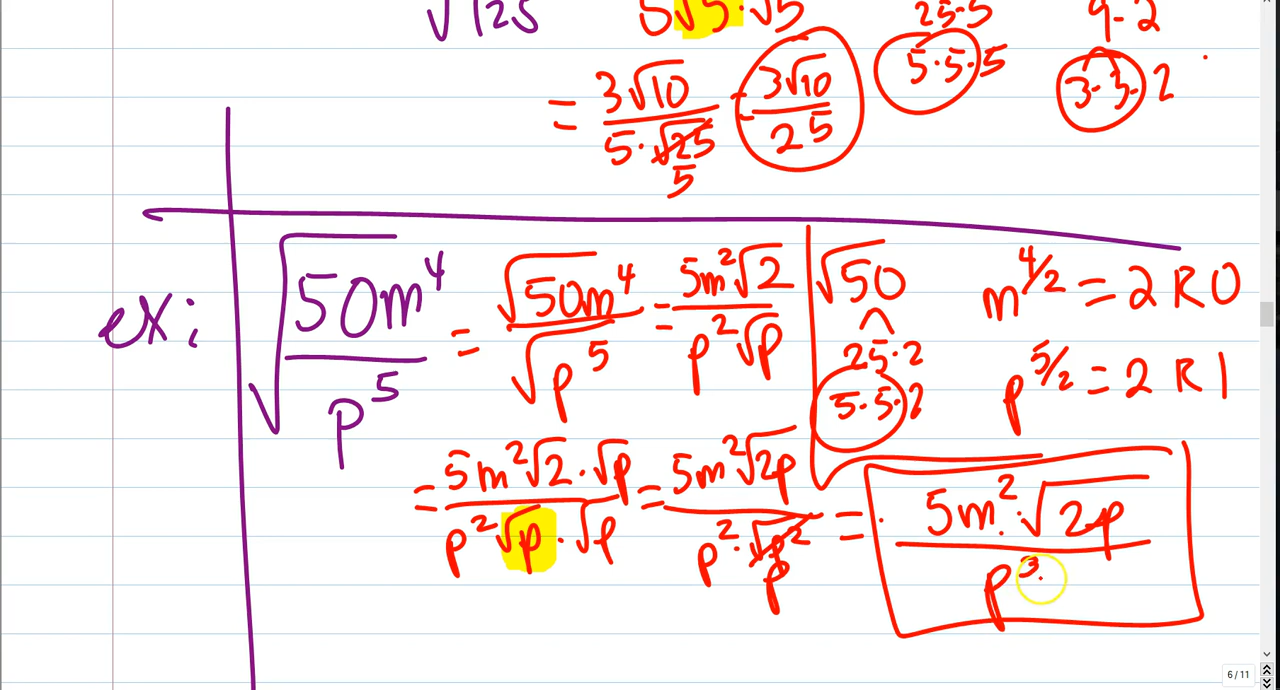 √125 5√5·√5 25·5 9·2
= 3√10 / 5·√25 = 3√10 / 25 5·5·5 3·3·2
5
ex: √(50m⁴ / p⁵) = √50m⁴ / √p⁵ = 5m²√2 / p²√p √50 m^4/2 = 2 R 0
25·2
5·5·2 p^5/2 = 2 R 1
= 5m²√2·√p / p²√p·√p = 5m²√2p / p²·√p² = 5m²·√2p / p³
p
6 / 11